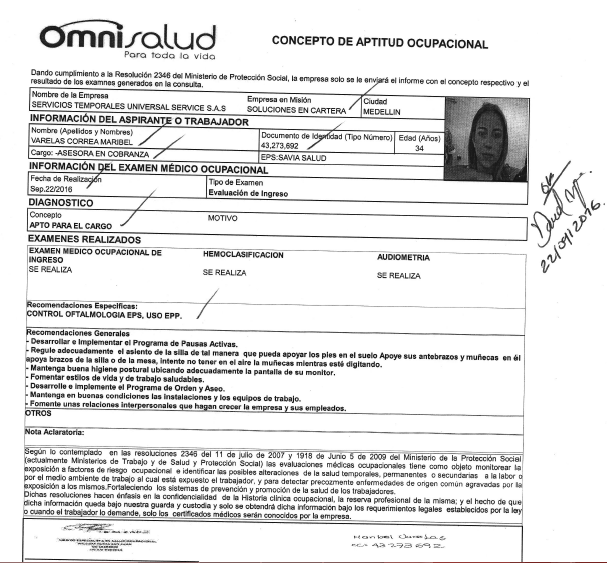 Omnisalud
Para toda la vida
CONCEPTO DE APTITUD OCUPACIONAL
Dando cumplimiento a la Resolución 2346 del Ministerio de Protección Social, la empresa solo se le enviará el informe con el concepto respectivo y el
resultado de los examnes generados en la consulta.
Nombre de la Empresa
SERVICIOS TEMPORALES UNIVERSAL SERVICE S.A.S
Empresa en Misión
SOLUCIONES EN CARTERA
Ciudad
MEDELLIN
INFORMACIÓN DEL ASPIRANTE O TRABAJADOR
Nombre (Apellidos y Nombres)
VARELAS CORREA MARIBEL
Documento de Identidad (Tipo Número)
43,273,692
Edad (Años)
34
Cargo: -ASESORA EN COBRANZA
EPS:SAVIA SALUD
INFORMACIÓN DEL EXAMEN MÉDICO OCUPACIONAL
Fecha de Realización
Sep.22/2016
Tipo de Examen
Evaluación de Ingreso
DIAGNOSTICO
Concepto
APTO PARA EL CARGO
MOTIVO
EXAMENES REALIZADOS
EXAMEN MEDICO OCUPACIONAL DE
INGRESO
SE REALIZA
HEMOCLASIFICACION
SE REALIZA
AUDIOMETRIA
SE REALIZA
Recomendaciones Especificas:
CONTROL OFTALMOLOGIA EPS, USO EPP.
Recomendaciones Generales
- Desarrollar e Implementar el Programa de Pausas Activas.
- Regule adecuadamente el asiento de la silla de tal manera que pueda apoyar los pies en el suelo Apoye sus antebrazos y muñecas en él
apoya brazos de la silla o de la mesa, intente no tener en el aire la muñecas mientras esté digitando.
- Mantenga buena higiene postural ubicando adecuadamente la pantalla de su monitor.
- Fomentar estilos de vida y de trabajo saludables.
- Desarrolle e implemente el Programa de Orden y Aseo.
- Mantenga en buenas condiciones las instalaciones y los equipos de trabajo.
- Fomente unas relaciones interpersonales que hagan crecer la empresa y sus empleados.
OTROS
Nota Aclaratoria:
Según lo contemplado en las resoluciones 2346 del 11 de julio de 2007 y 1918 de Junio 5 de 2009 del Ministerio de la Protección Social
(actualmente Ministerios de Trabajo y de Salud y Protección Social) las evaluaciones médicas ocupacionales tiene como objeto monitorear la
exposición a factores de riesgo ocupacional e identificar las posibles alteraciones de la salud temporales, permanentes o secundarias a la labor o
por el medio ambiente de trabajo al cual está expuesto el trabajador, y para detectar precozmente enfermedades de origen común agravadas por la
exposición a los mismos.Fortaleciendo los sistemas de prevención y promoción de la salud de los trabajadores.
Dichas resoluciones hacen énfasis en la confidencialidad de la Historia clínica ocupacional, la reserva profesional de la misma; y el hecho de que
dicha información queda bajo nuestra guarda y custodia y solo se obtendrá dicha información bajo los requerimientos legales establecidos por la ley
o cuando el trabajador lo demande, solo los certificados médicos serán conocidos por la empresa.
22/09/2016.
Maribel Varelas
43 273 692